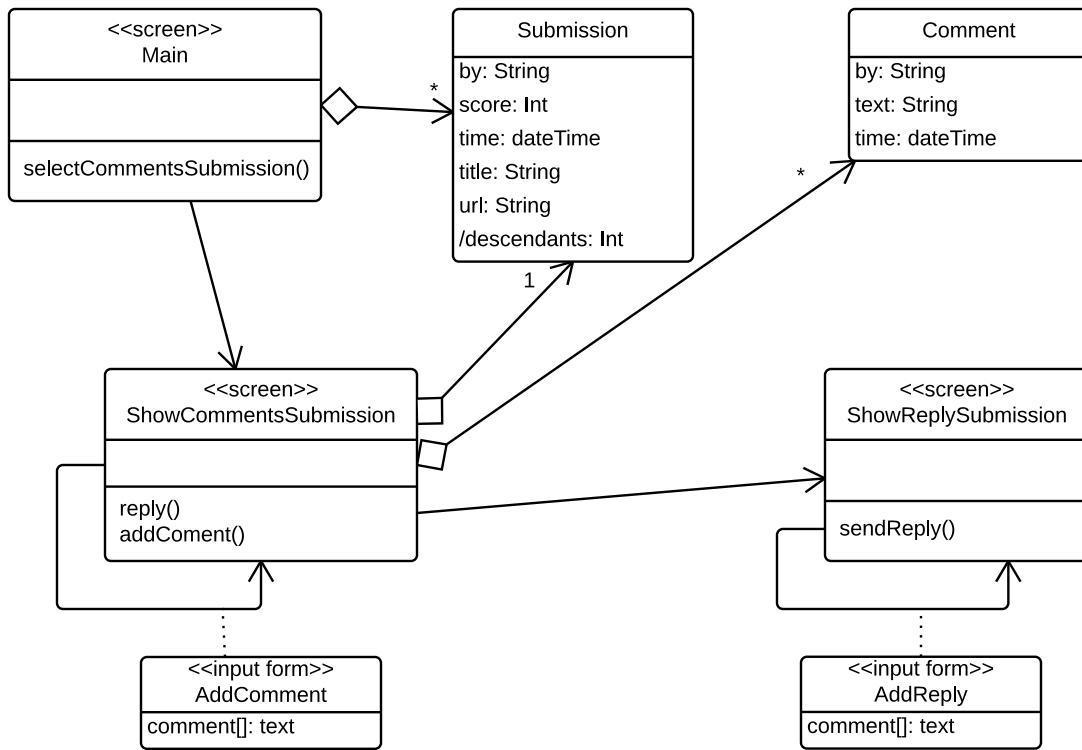 <<screen>>
Main
selectCommentsSubmission()
*
Submission
by: String
score: Int
time: dateTime
title: String
url: String
/descendants: Int
1
Comment
by: String
text: String
time: dateTime
*
<<screen>>
ShowCommentsSubmission
reply()
addComent()
<<screen>>
ShowReplySubmission
sendReply()
<<input form>>
AddComment
comment[]: text
<<input form>>
AddReply
comment[]: text